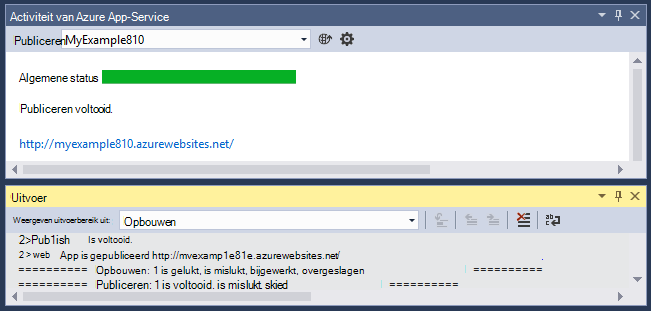 Activiteit van Azure App-Service
Publiceren MyExample810
Algemene status
Publiceren voltooid.
http://myexample810.azurewebsites.net/
Uitvoer
Weergeven uitvoerbereik uit: Opbouwen
2>Pub1ish Is voltooid.
2 > web App is gepubliceerd http://mvexamp1e81e.azurewebsites.net/ .
========== Opbouwen: 1 is gelukt, is mislukt, bijgewerkt, overgeslagen ==========
========== Publiceren: 1 is voltooid. is mislukt. skied ==========